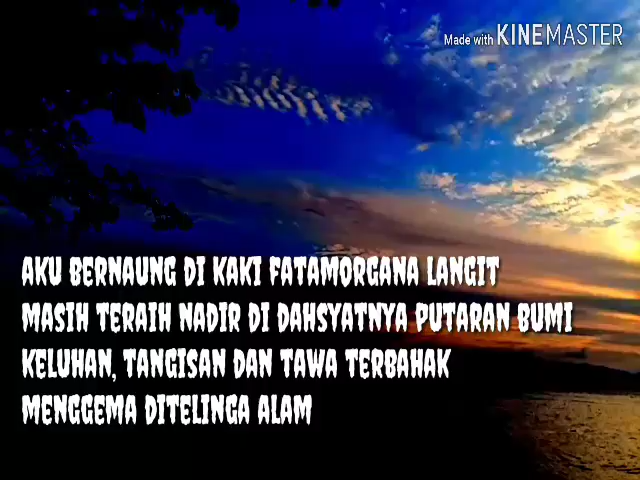 Made with KINEMASTER
AKU BERNAUNG DI KAKI FATAMORGANA LANGIT
MASIH TERAIH NADIR DI DAHSYATNYA PUTARAN BUMI
KELUHAN, TANGISAN DAN TAWA TERBAHAK
MENGGEMA DITELINGA ALAM